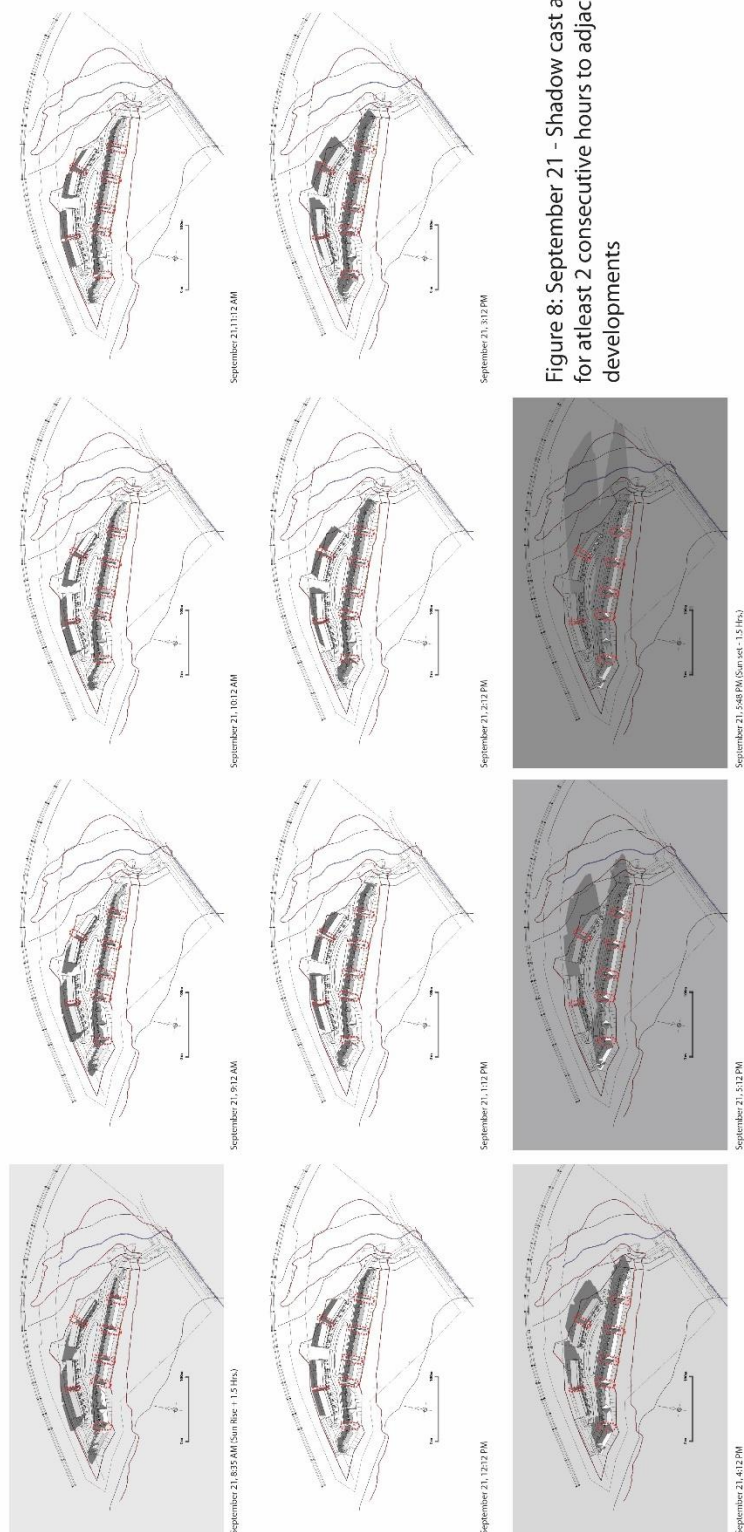 September 21, 8:35 AM (Sun Rise + 1.5 Hrs.)
September 21, 9:12 AM
September 21, 10:12 AM
September 21, 11:12 AM
September 21, 12:12 PM
September 21, 1:12 PM
September 21, 2:12 PM
September 21, 3:12 PM
September 21, 4:12 PM
September 21, 5:12 PM
September 21, 5:48 PM (Sun set - 1.5 Hrs.)
Figure 8: September 21 - Shadow cast a
for atleast 2 consecutive hours to adjac
developments